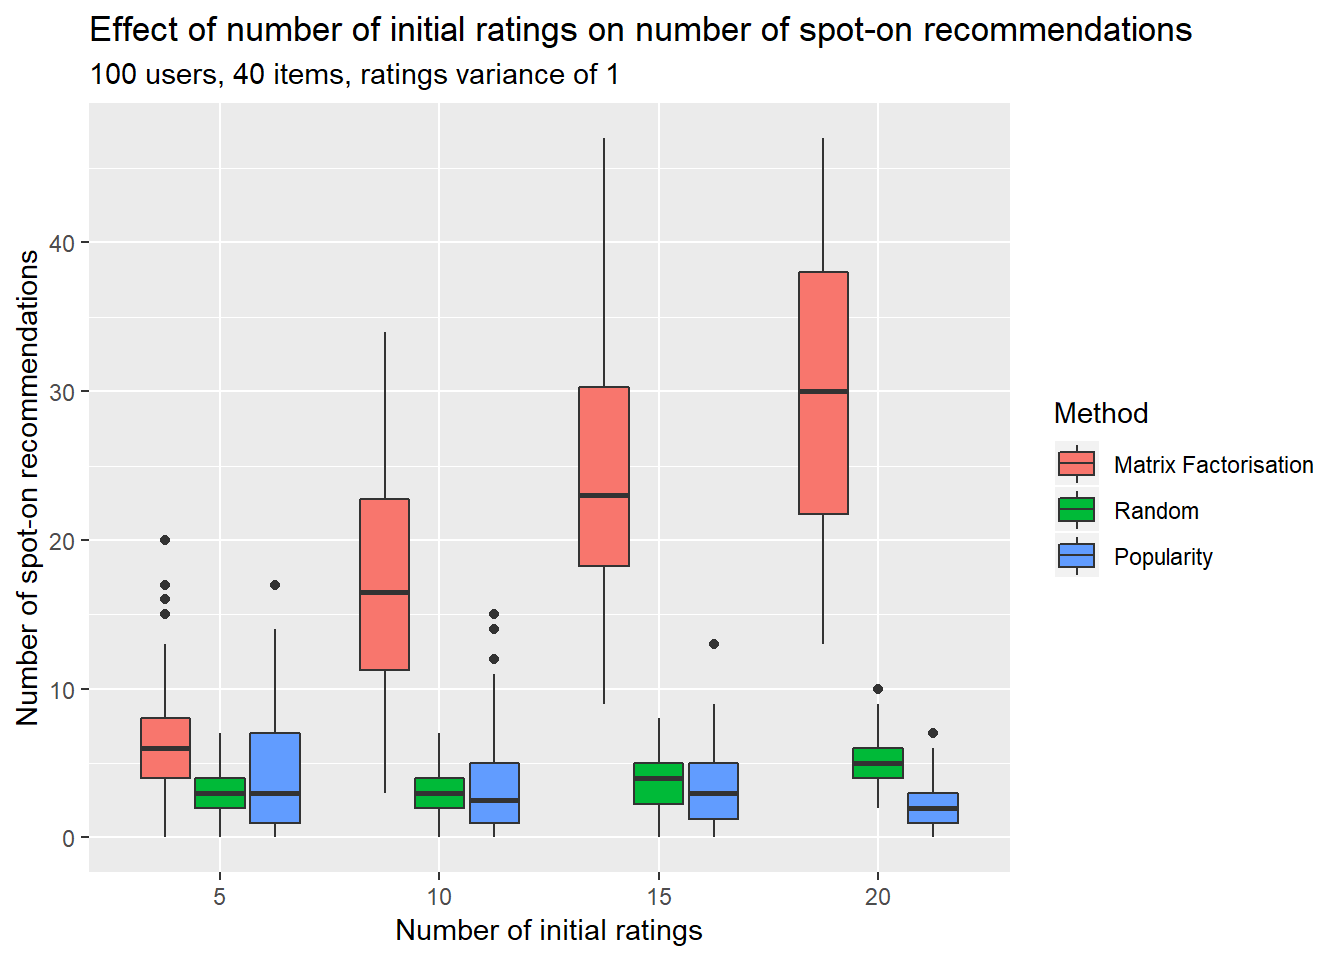 Effect of number of initial ratings on number of spot-on recommendations
100 users, 40 items, ratings variance of 1
Number of spot-on recommendations
40
30
20
10
0
5
10
15
20
Number of initial ratings
Method
Matrix Factorisation
Random
Popularity